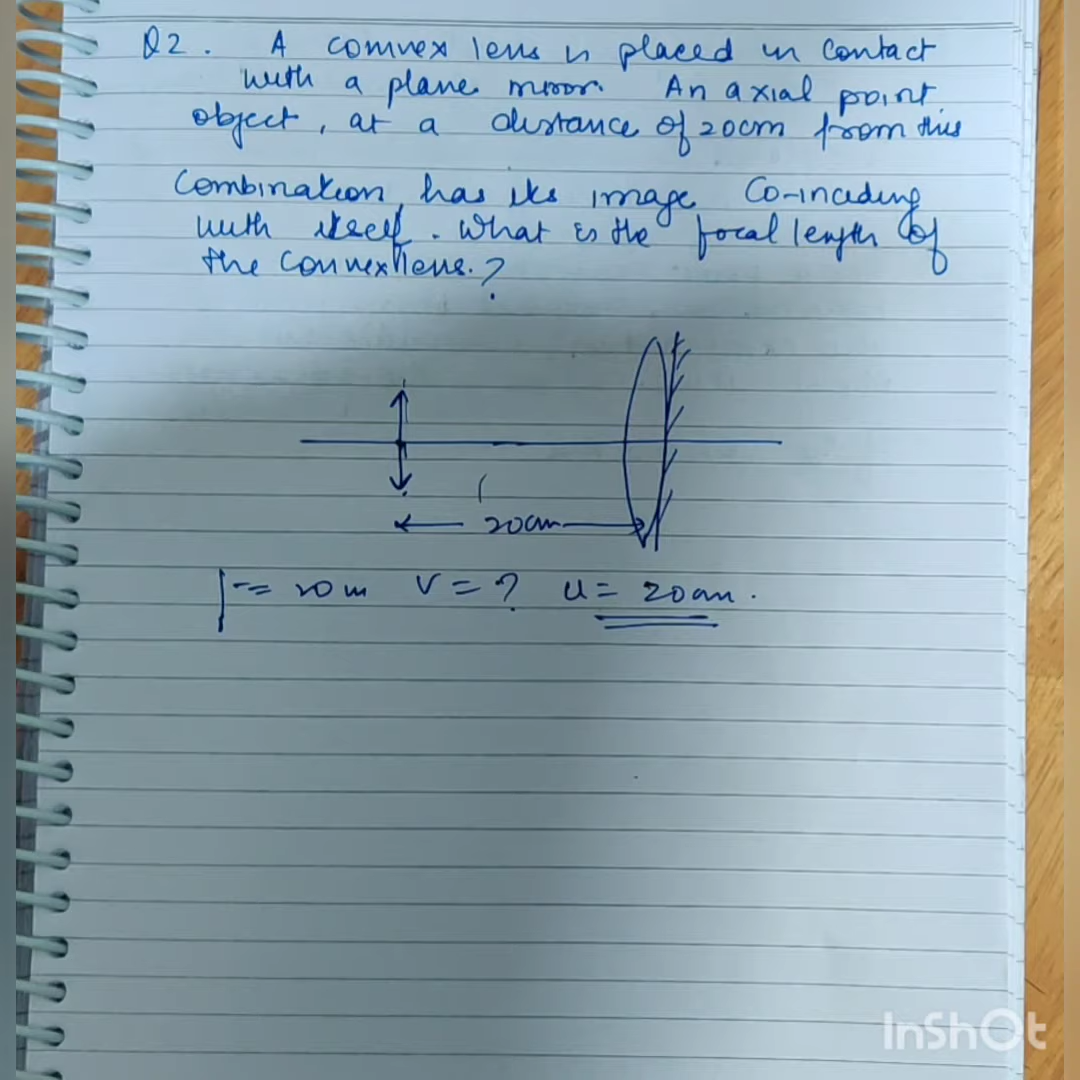 Q2. A convex lens is placed in contact
with a plane mirror. An axial point
object, at a distance of 20cm from this
Combination, has its image Co-inciding
with itself. What is the focal length of
the convex lens.?
20cm
= 20cm V = ? u = 20cm.
InShOt